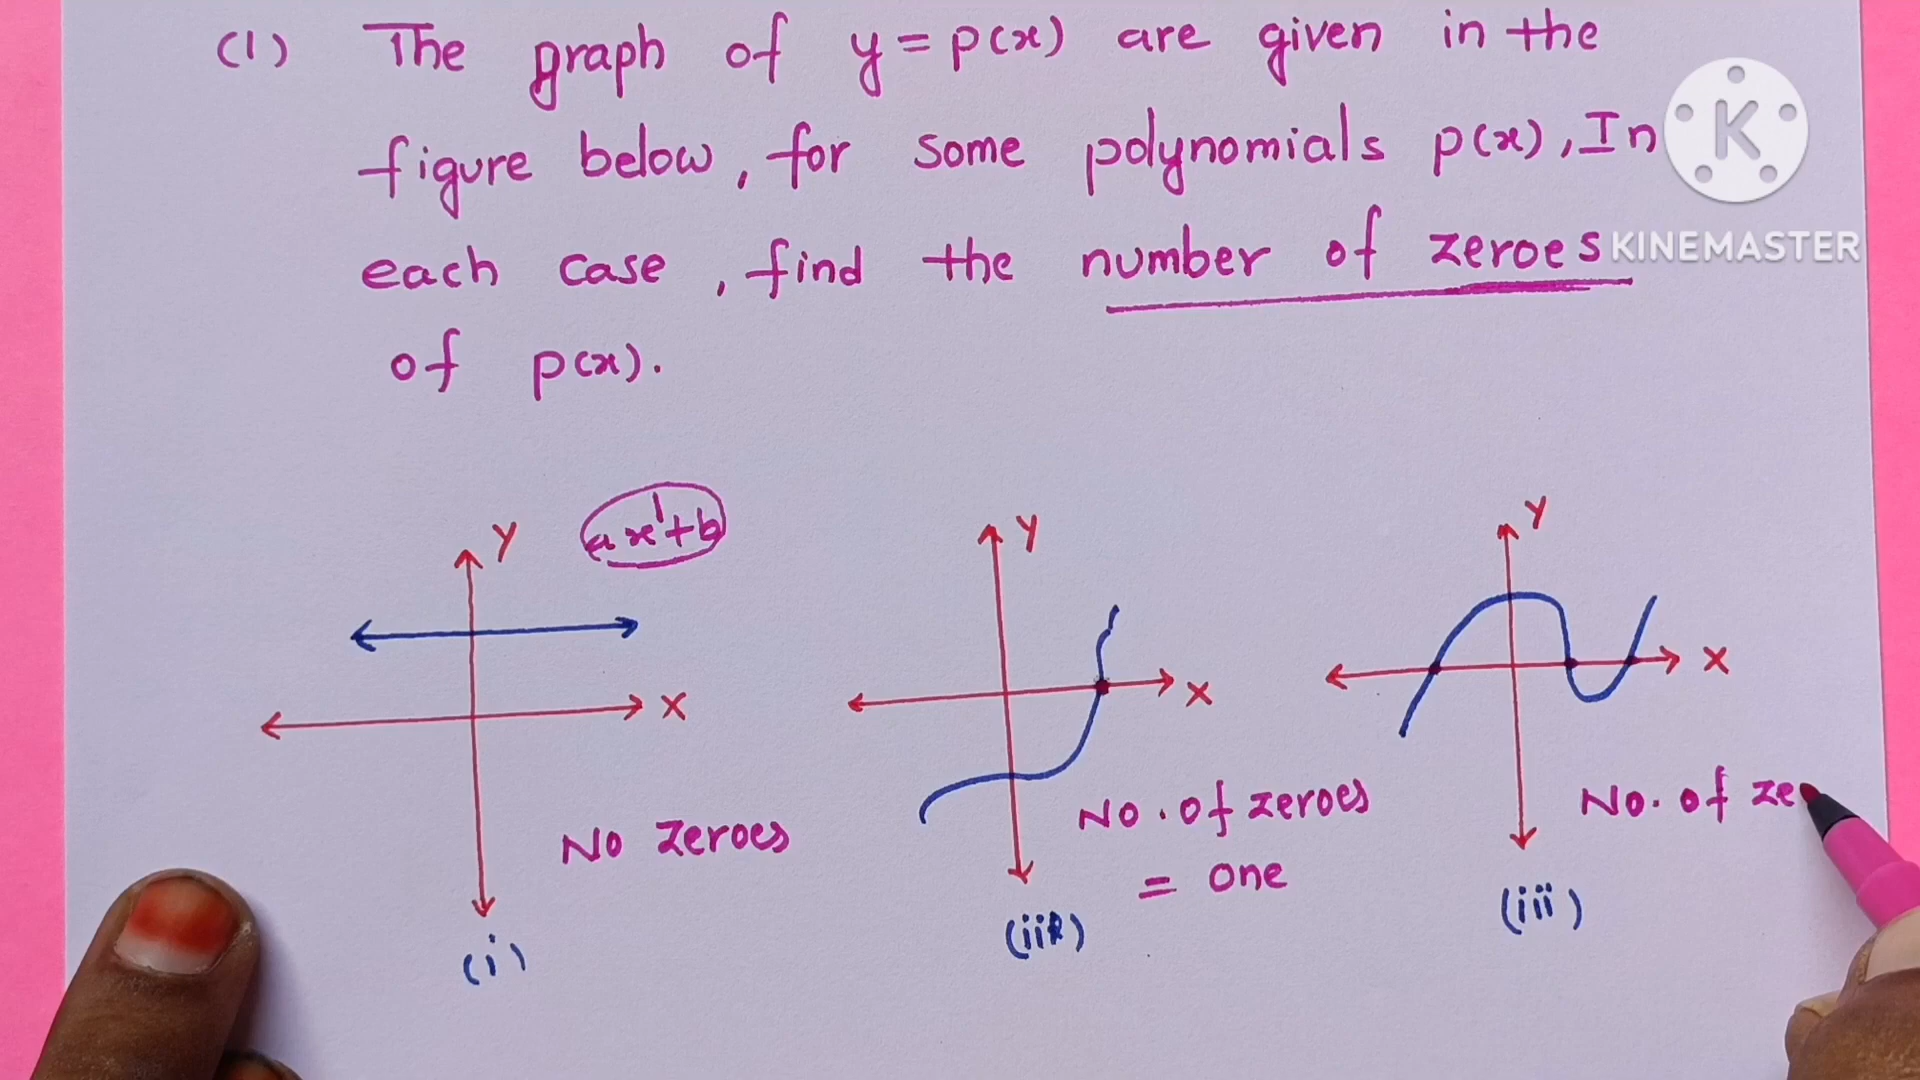 (1) The graph of y = p(x) are given in the
figure below, for some polynomials p(x), In
each case, find the number of zeroes
of p(x).
K
KINEMASTER
ax¹+b
Y
X
No zeroes
(i)
Y
X
No. of zeroes
= one
Y
X
No. of ze
(iii)